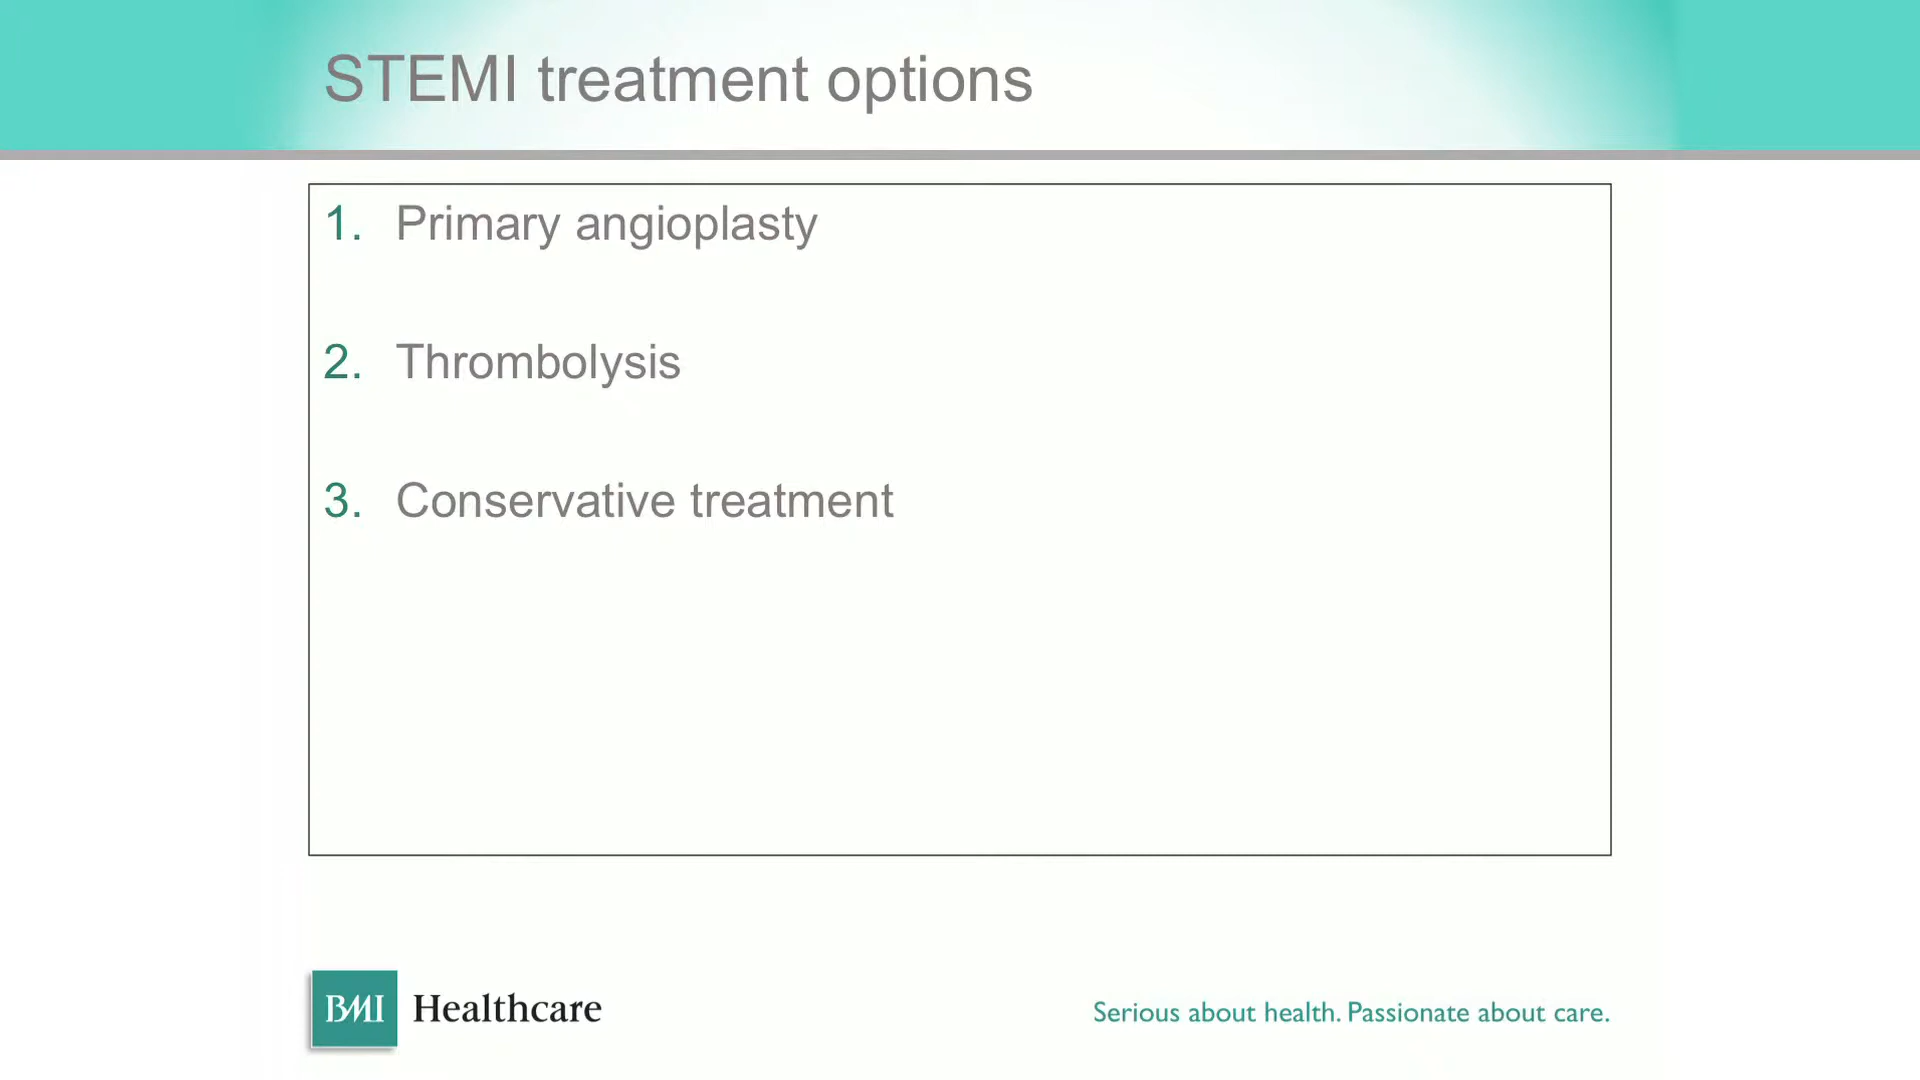 STEMI treatment options
1. Primary angioplasty
2. Thrombolysis
3. Conservative treatment
BMI Healthcare
Serious about health. Passionate about care.